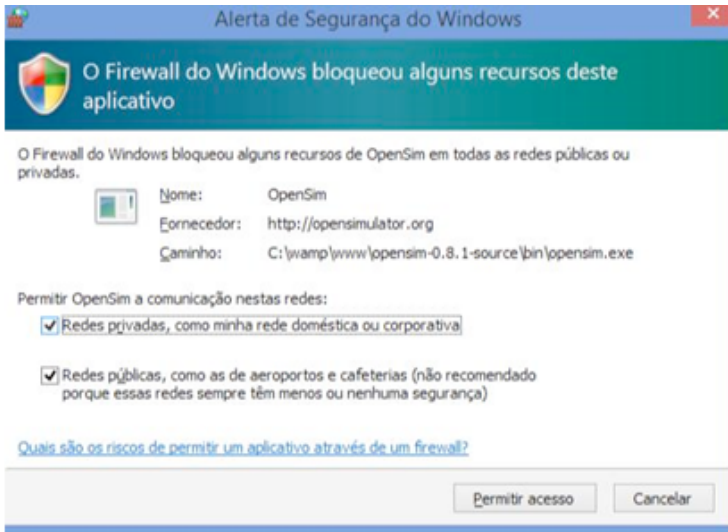 Alerta de Segurança do Windows
O Firewall do Windows bloqueou alguns recursos deste
aplicativo
O Firewall do Windows bloqueou alguns recursos de OpenSim em todas as redes públicas ou
privadas.
Nome: OpenSim
Fornecedor: http://opensimulator.org
Caminho: C:\wamp\www\opensim-0.8.1-source\bin\opensim.exe
Permitir OpenSim a comunicação nestas redes:
Redes privadas, como minha rede doméstica ou corporativa
Redes públicas, como as de aeroportos e cafeterias (não recomendado
porque essas redes sempre têm menos ou nenhuma segurança)
Quais são os riscos de permitir um aplicativo através de um firewall?
Permitir acesso Cancelar